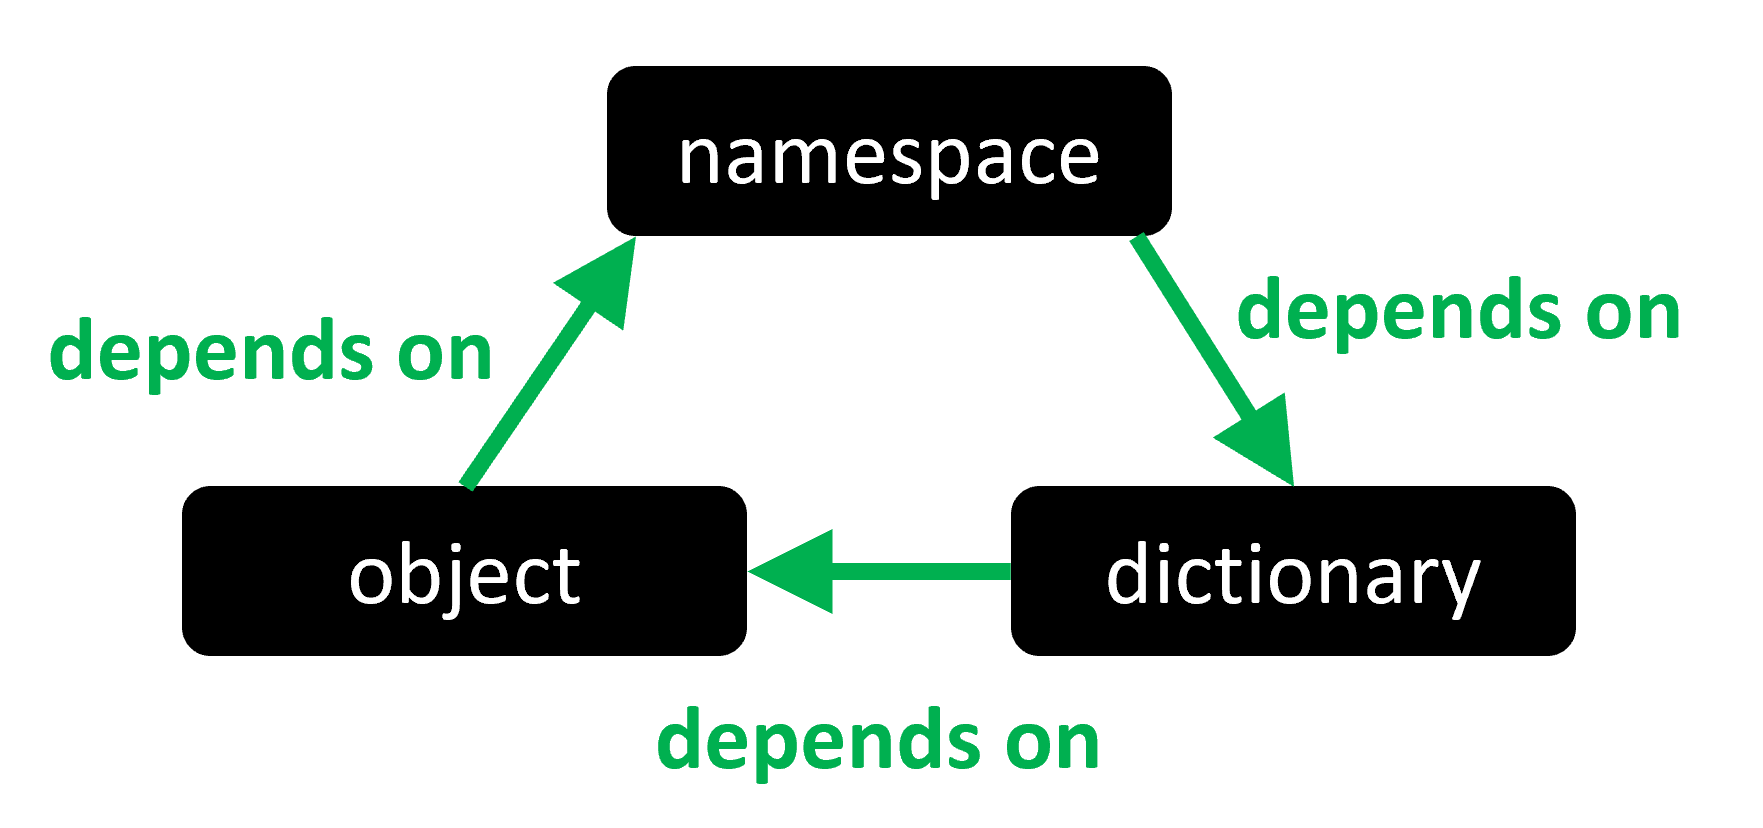 namespace
depends on
depends on
object
dictionary
depends on